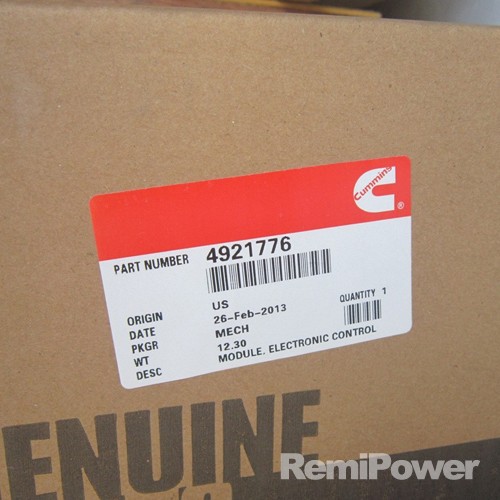 Cummins
®
PART NUMBER 4921776
ORIGIN US
DATE 26-Feb-2013
PKGR MECH
WT 12.30
DESC MODULE. ELECTRONIC CONTROL
QUANTITY 1
ENUINE
RemiPower